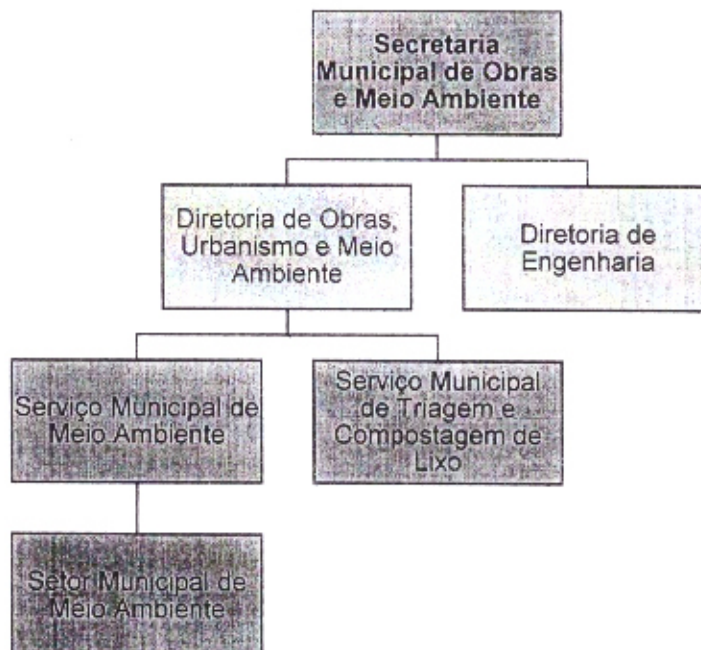 Secretaria
Municipal de Obras
e Meio Ambiente
Diretoria de Obras,
Urbanismo e Meio
Ambiente
Diretoria de
Engenharia
Serviço Municipal de
Meio Ambiente
Serviço Municipal
de Triagem e
Compostagem de
Lixo
Setor Municipal de
Meio Ambiente